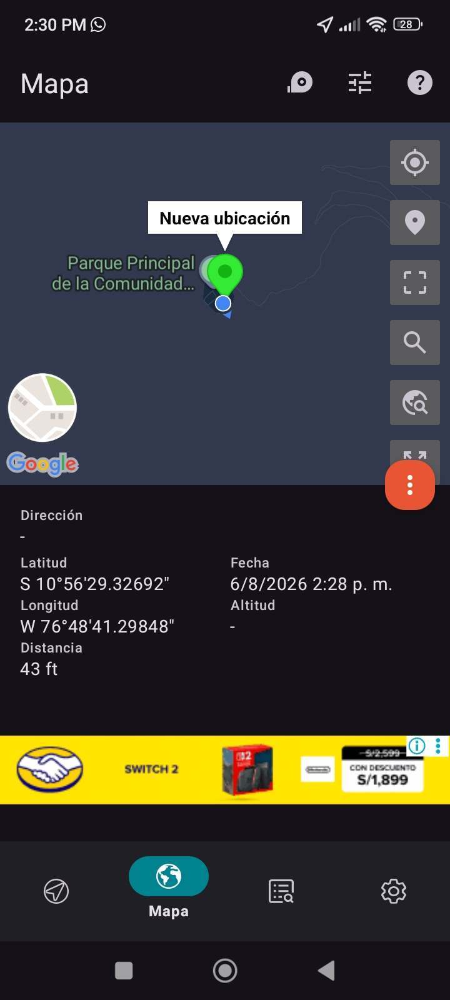 2:30 PM
28
Mapa
Nueva ubicación
Parque Principal
de la Comunidad...
Google
Dirección
-
Latitud
S 10°56'29.32692"
Fecha
6/8/2026 2:28 p. m.
Longitud
W 76°48'41.29848"
Altitud
-
Distancia
43 ft
SWITCH 2
S/2,599
CON DESCUENTO
S/1,899
Mapa